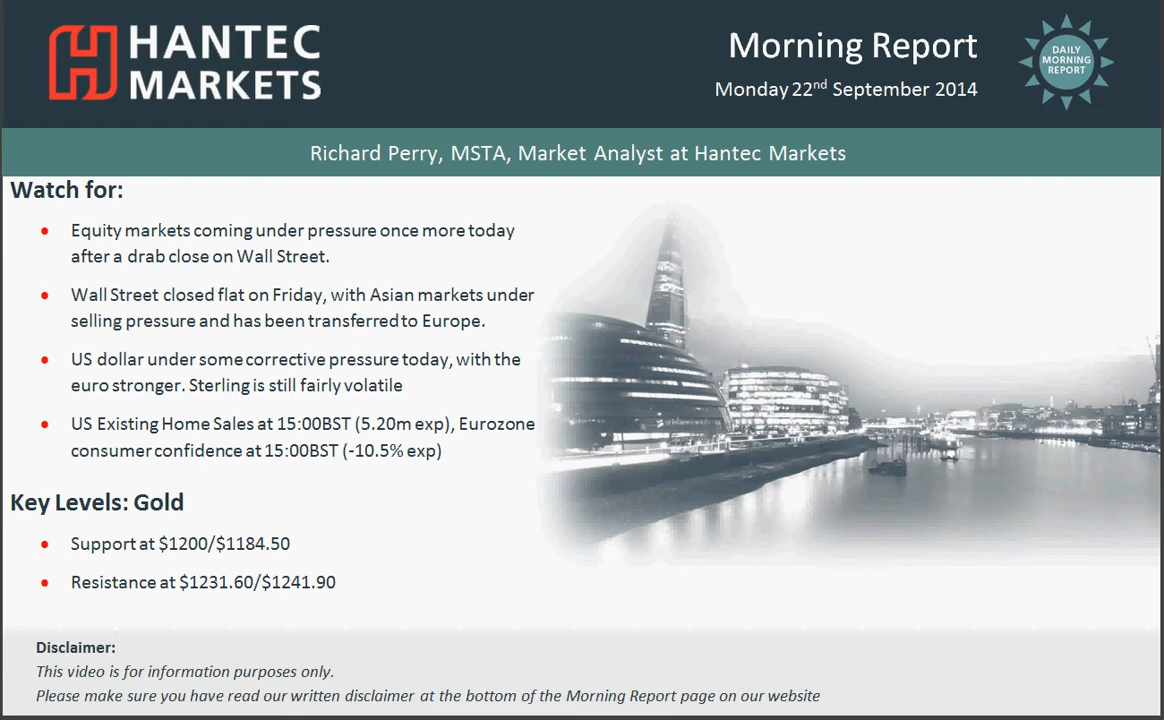 HANTEC
MARKETS
Morning Report
Monday 22nd September 2014
DAILY
MORNING
REPORT
Richard Perry, MSTA, Market Analyst at Hantec Markets
Watch for:
Equity markets coming under pressure once more today
after a drab close on Wall Street.
Wall Street closed flat on Friday, with Asian markets under
selling pressure and has been transferred to Europe.
US dollar under some corrective pressure today, with the
euro stronger. Sterling is still fairly volatile
US Existing Home Sales at 15:00BST (5.20m exp), Eurozone
consumer confidence at 15:00BST (-10.5% exp)
Key Levels: Gold
Support at $1200/$1184.50
Resistance at $1231.60/$1241.90
Disclaimer:
This video is for information purposes only.
Please make sure you have read our written disclaimer at the bottom of the Morning Report page on our website